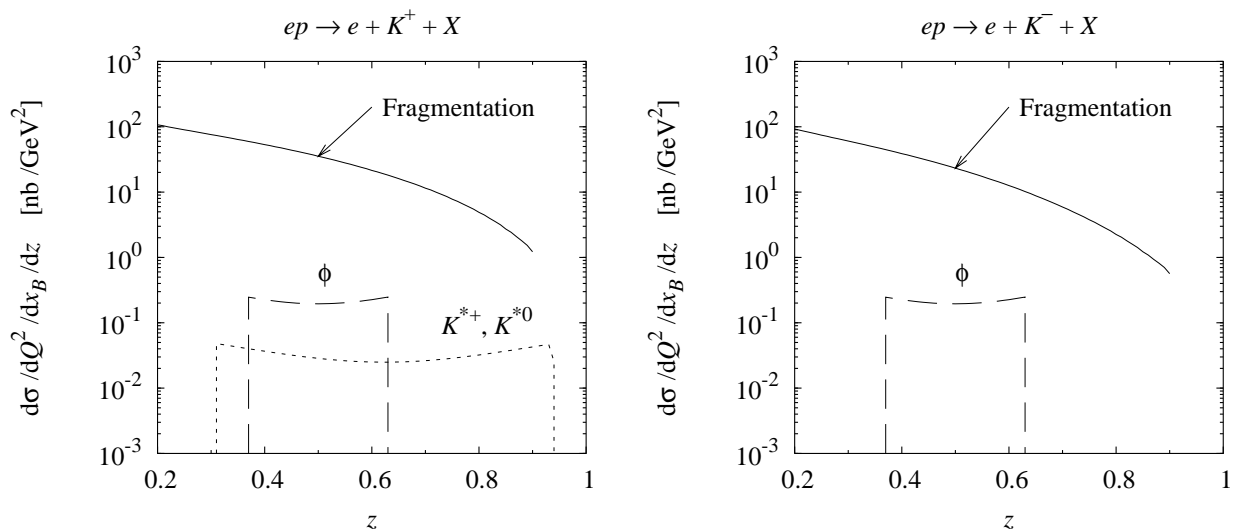 ep → e + K⁺ + X
dσ /dQ² /dx_B /dz [nb /GeV²]
10³
10²
10¹
10⁰
10⁻¹
10⁻²
10⁻³
Fragmentation
ϕ
K*⁺, K*⁰
0.2 0.4 0.6 0.8 1
z
ep → e + K⁻ + X
dσ /dQ² /dx_B /dz [nb /GeV²]
10³
10²
10¹
10⁰
10⁻¹
10⁻²
10⁻³
Fragmentation
ϕ
0.2 0.4 0.6 0.8 1
z